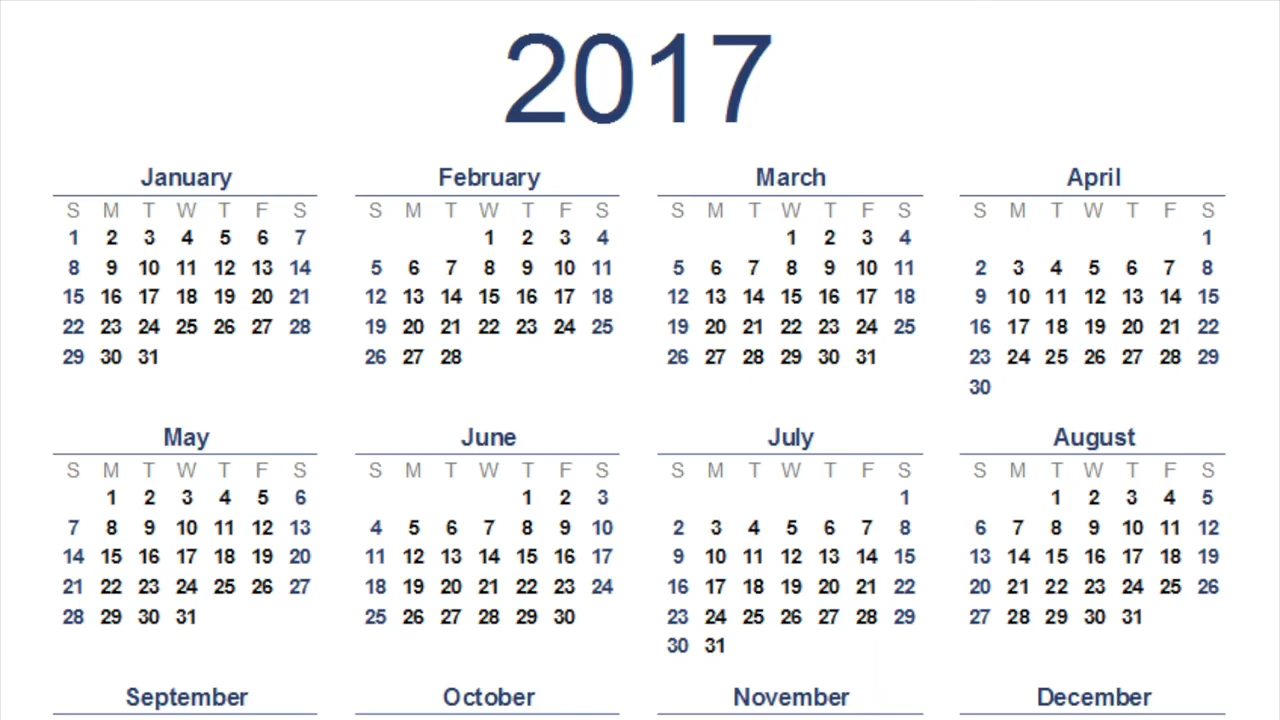 2017
January February March April
S M T W T F S S M T W T F S S M T W T F S S M T W T F S
1 2 3 4 5 6 7 1 2 3 4 1 2 3 4 1
8 9 10 11 12 13 14 5 6 7 8 9 10 11 5 6 7 8 9 10 11 2 3 4 5 6 7 8
15 16 17 18 19 20 21 12 13 14 15 16 17 18 12 13 14 15 16 17 18 9 10 11 12 13 14 15
22 23 24 25 26 27 28 19 20 21 22 23 24 25 19 20 21 22 23 24 25 16 17 18 19 20 21 22
29 30 31 26 27 28 26 27 28 29 30 31 23 24 25 26 27 28 29
30
May June July August
S M T W T F S S M T W T F S S M T W T F S S M T W T F S
1 2 3 4 5 6 1 2 3 1 1 2 3 4 5
7 8 9 10 11 12 13 4 5 6 7 8 9 10 2 3 4 5 6 7 8 6 7 8 9 10 11 12
14 15 16 17 18 19 20 11 12 13 14 15 16 17 9 10 11 12 13 14 15 13 14 15 16 17 18 19
21 22 23 24 25 26 27 18 19 20 21 22 23 24 16 17 18 19 20 21 22 20 21 22 23 24 25 26
28 29 30 31 25 26 27 28 29 30 23 24 25 26 27 28 29 27 28 29 30 31
30 31
September October November December